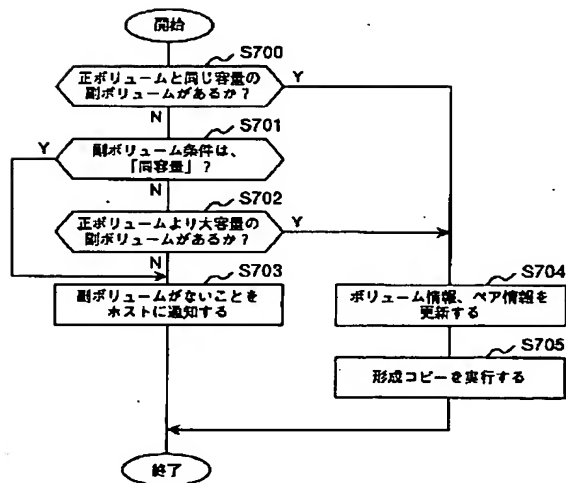 開始
S700
正ボリュームと同じ容量の
副ボリュームがあるか?
Y
N
S701
副ボリューム条件は、
「同容量」?
Y
N
S702
正ボリュームより大容量の
副ボリュームがあるか?
Y
N
S703
副ボリュームがないことを
ホストに通知する
S704
ボリューム情報、ペア情報を
更新する
S705
形成コピーを実行する
終了